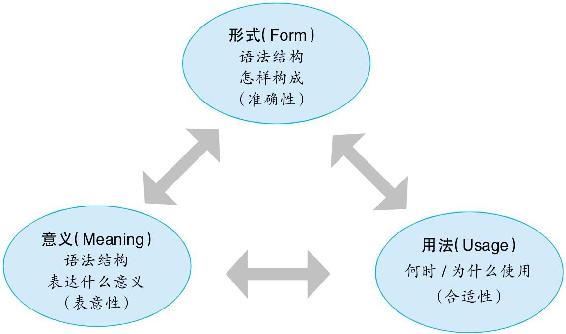 形式(Form)
语法结构
怎样构成
(准确性)
意义(Meaning)
语法结构
表达什么意义
(表意性)
用法(Usage)
何时/为什么使用
(合适性)